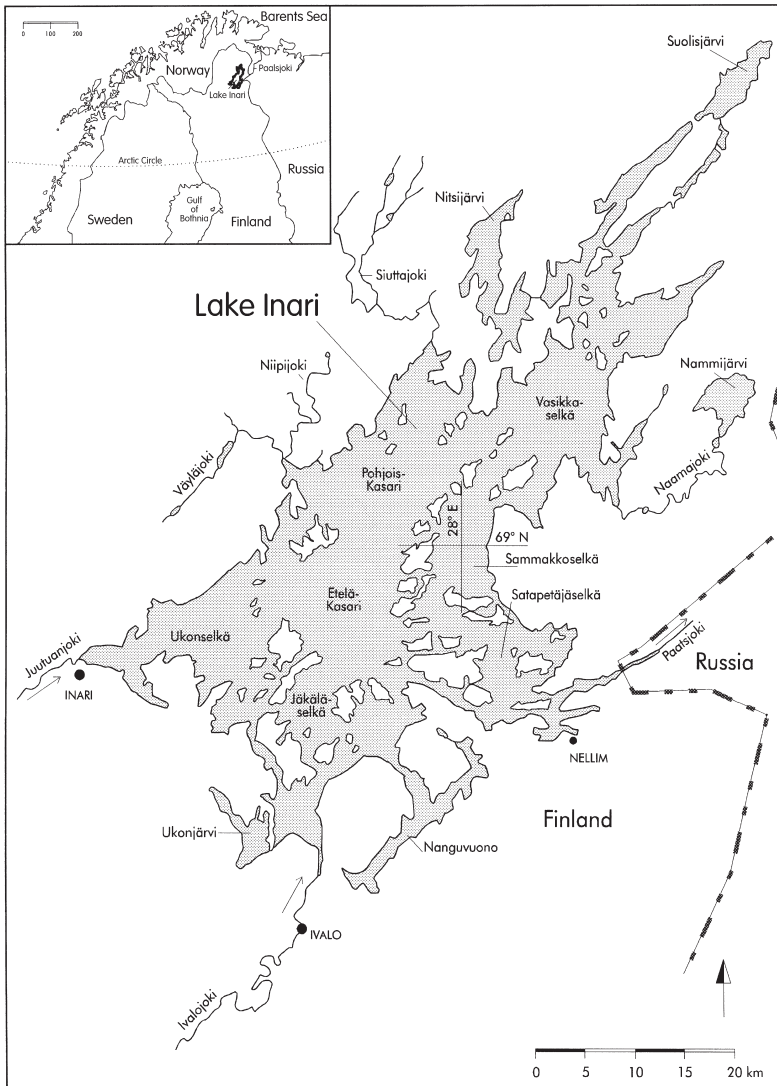 0 100 200
Barents Sea
Norway
Paalsjoki
Lake Inari
Arctic Circle
Russia
Gulf
of
Bothnia
Sweden
Finland
Suolisjärvi
Nitsijärvi
Siuttajoki
Lake Inari
Niipijoki
Nammijärvi
Vasikka-
selkä
Väyläjoki
Pohjois-
Kasari
Naamajoki
28° E
69° N
Sammakkoselkä
Etelä-
Kasari
Satapetäjäselkä
Ukonselkä
Juutuanjoki
Paatsjoki
Russia
INARI
Jäkälä-
selkä
NELLIM
Ukonjärvi
Finland
Nanguvuono
IVALO
Ivalojoki
0 5 10 15 20 km